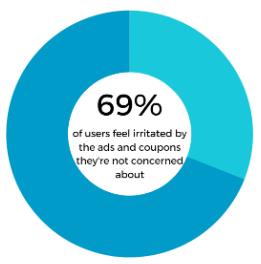 69%
of users feel irritated by
the ads and coupons
they're not concerned
about